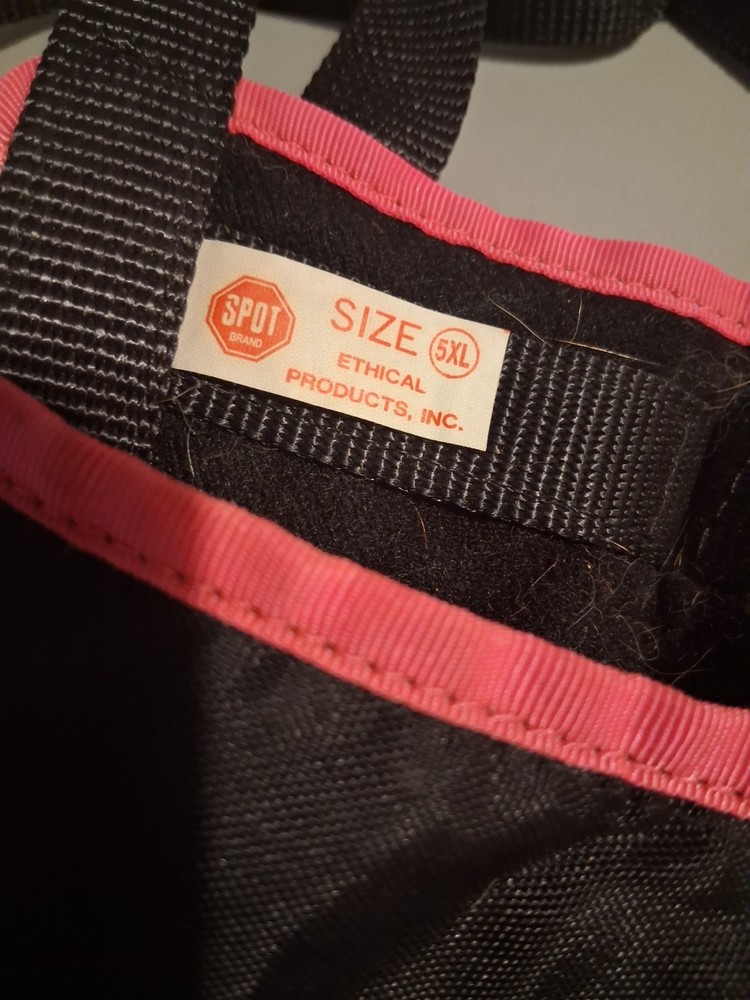 SPOT
BRAND
SIZE 5XL
ETHICAL
PRODUCTS, INC.